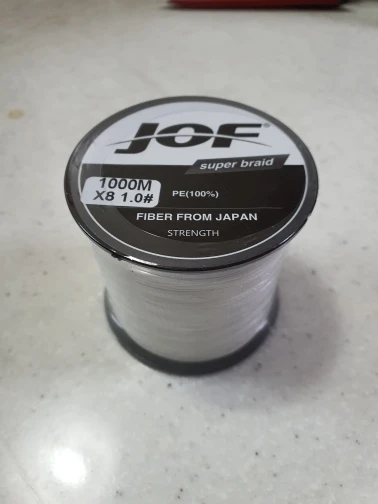 JOF®
super braid
1000M
X8 1.0#
PE(100%)
FIBER FROM JAPAN
STRENGTH